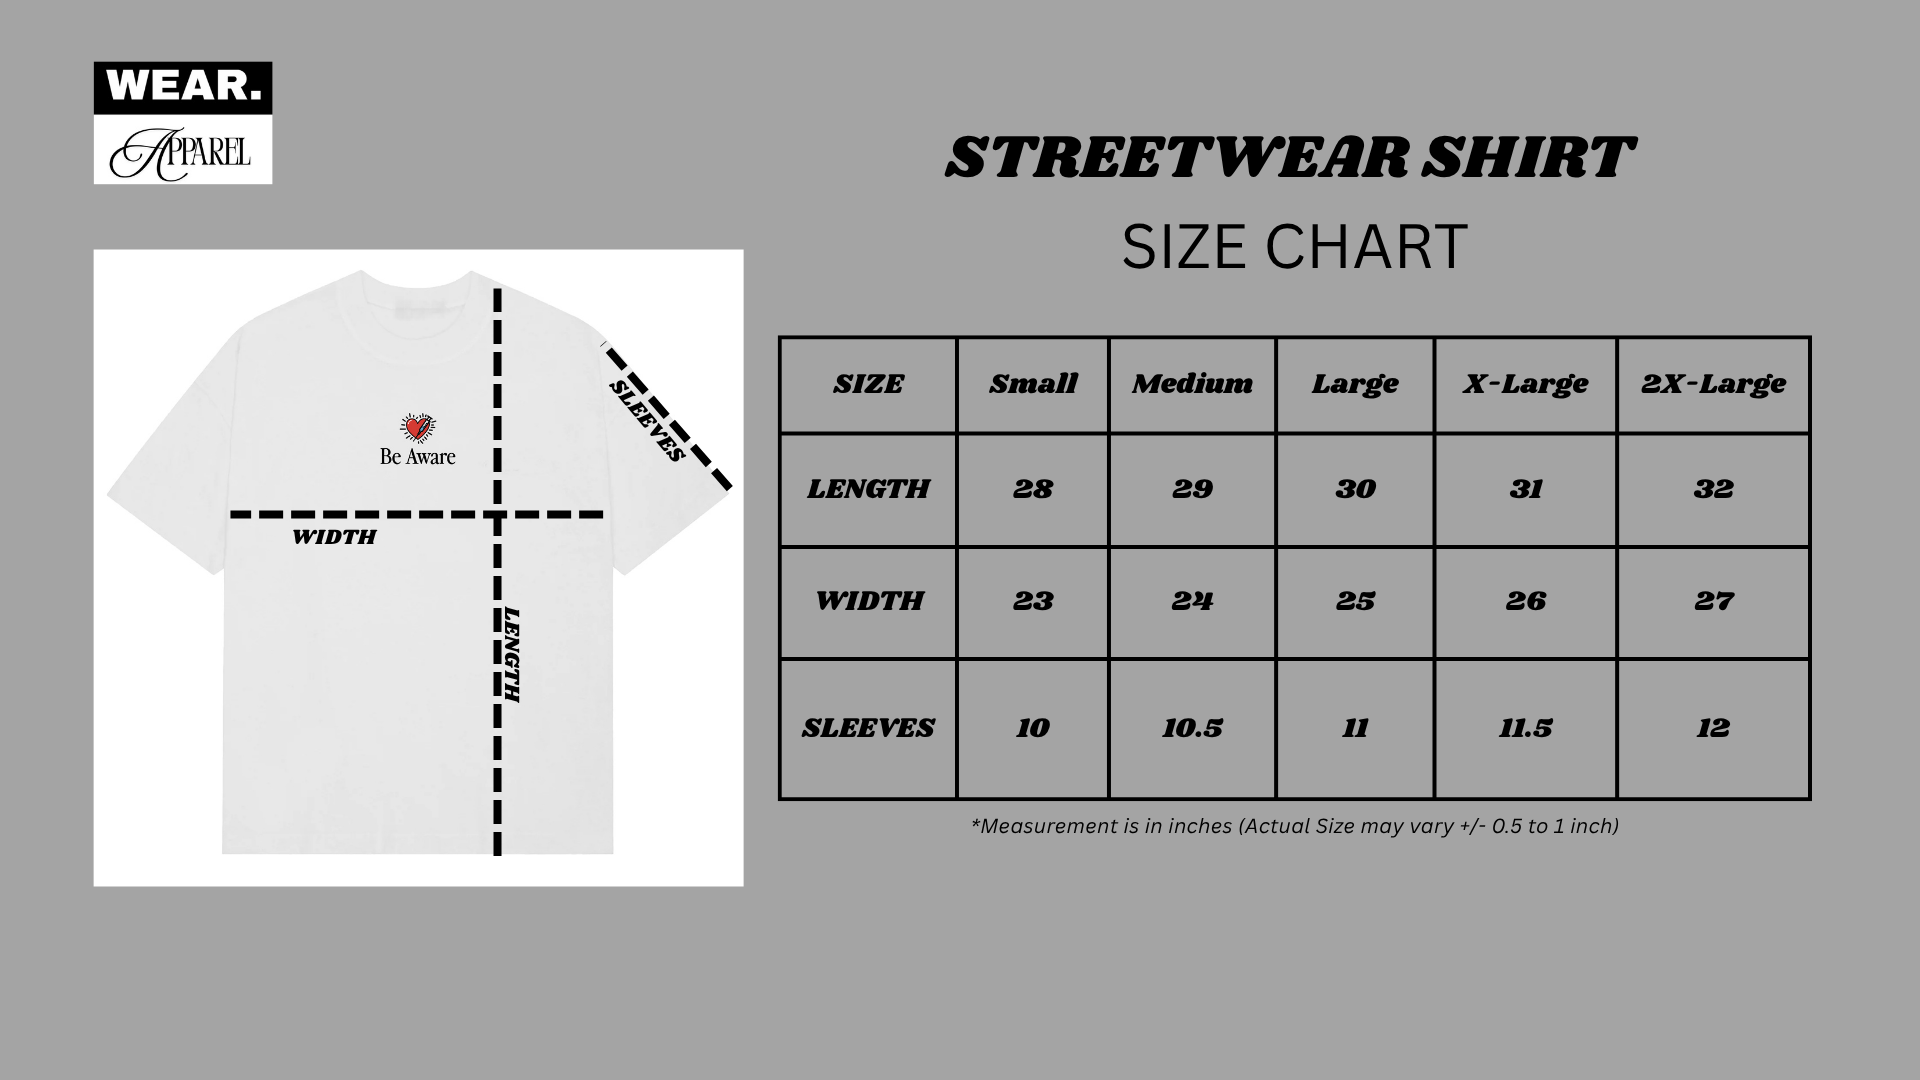 WEAR.
APPAREL
STREETWEAR SHIRT
SIZE CHART
Be Aware
WIDTH
LENGTH
SLEEVES
SIZE Small Medium Large X-Large 2X-Large
LENGTH 28 29 30 31 32
WIDTH 23 24 25 26 27
SLEEVES 10 10.5 11 11.5 12
*Measurement is in inches (Actual Size may vary +/- 0.5 to 1 inch)